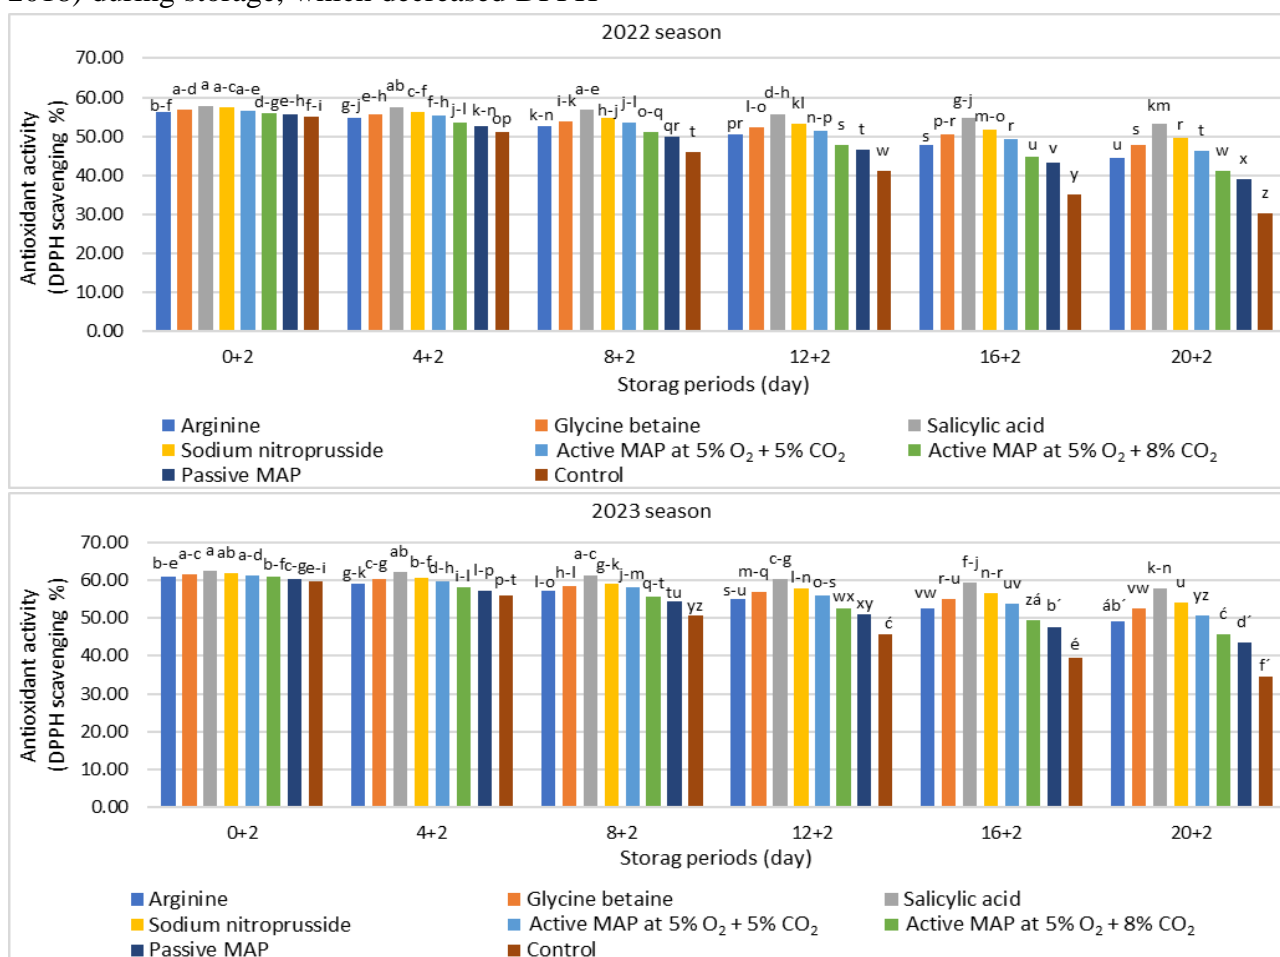 2018) during storage, which decreased DPPH
2022 season
Antioxidant activity
(DPPH scavenging %)
70.00
60.00
50.00
40.00
30.00
20.00
10.00
0.00
b-f a-d a a-c a-e d-g e-h f-i
g-j e-h ab c-f f-h j-l k-n op
k-n i-k a-e h-j j-l o-q qr t
pr l-o d-h kl n-p s t w
s p-r g-j m-o r u v y
u s km r t w x z
0+2 4+2 8+2 12+2 16+2 20+2
Storag periods (day)
Arginine Glycine betaine Salicylic acid
Sodium nitroprusside Active MAP at 5% O₂ + 5% CO₂ Active MAP at 5% O₂ + 8% CO₂
Passive MAP Control
2023 season
Antioxidant activity
(DPPH scavenging %)
70.00
60.00
50.00
40.00
30.00
20.00
10.00
0.00
b-e a-c a ab a-d b-f c-g e-i
g-k c-g ab b-f d-h i-l l-p p-t
l-o h-l a-c g-k j-m q-t tu yz
s-u m-q c-g l-n o-s wx xy ć
vw r-u f-j n-r uv zá b´ é
áb´ vw k-n u yz ć d´ f´
0+2 4+2 8+2 12+2 16+2 20+2
Storag periods (day)
Arginine Glycine betaine Salicylic acid
Sodium nitroprusside Active MAP at 5% O₂ + 5% CO₂ Active MAP at 5% O₂ + 8% CO₂
Passive MAP Control